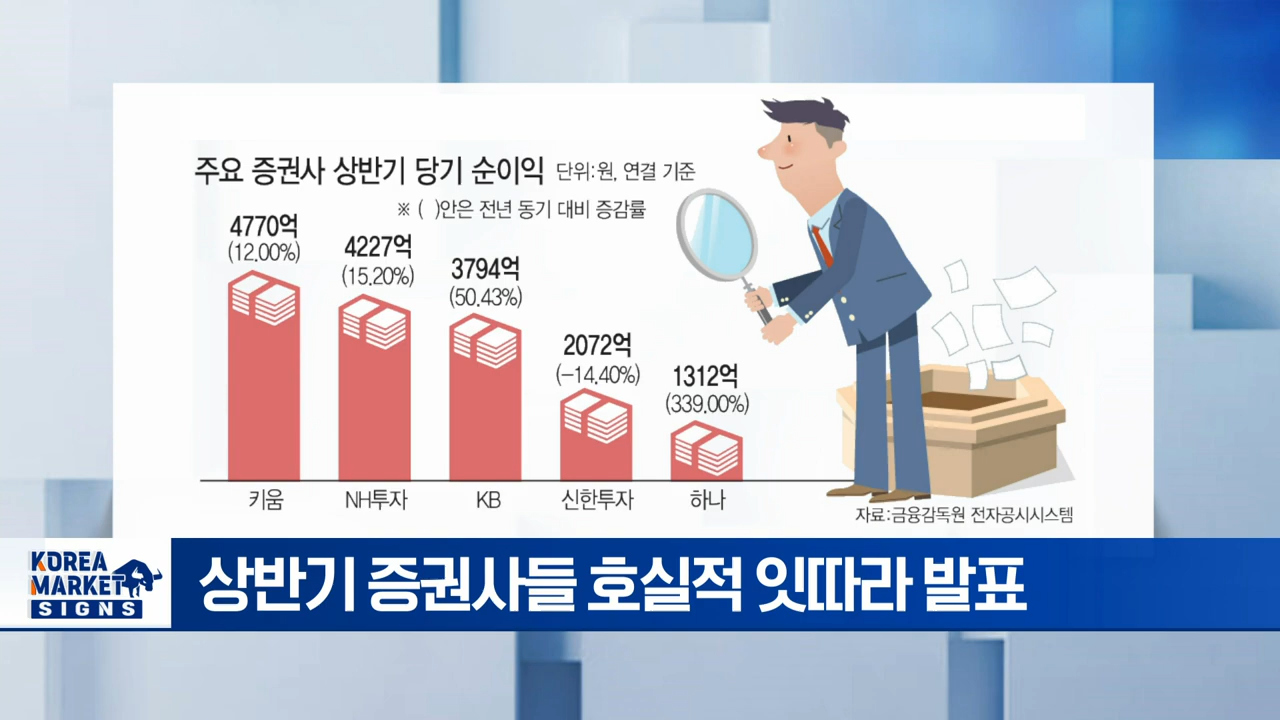 주요 증권사 상반기 당기 순이익 단위:원, 연결 기준
※ ( )안은 전년 동기 대비 증감률
4770억
(12.00%)
4227억
(15.20%)
3794억
(50.43%)
2072억
(-14.40%)
1312억
(339.00%)
키움 NH투자 KB 신한투자 하나
자료:금융감독원 전자공시시스템
KOREA
MARKET
SIGNS
상반기 증권사들 호실적 잇따라 발표